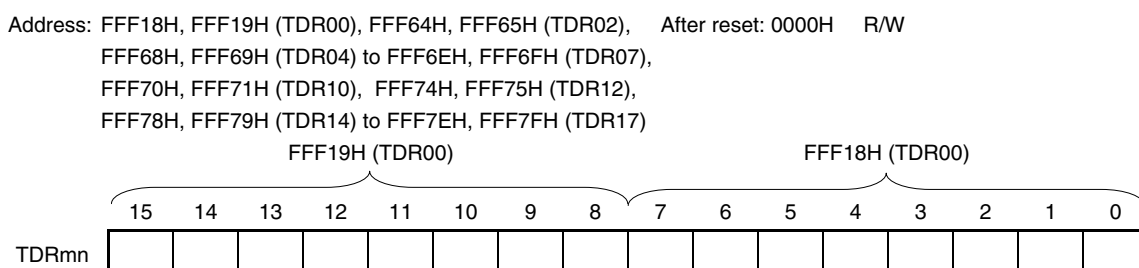 Address: FFF18H, FFF19H (TDR00), FFF64H, FFF65H (TDR02), After reset: 0000H R/W
FFF68H, FFF69H (TDR04) to FFF6EH, FFF6FH (TDR07),
FFF70H, FFF71H (TDR10), FFF74H, FFF75H (TDR12),
FFF78H, FFF79H (TDR14) to FFF7EH, FFF7FH (TDR17)
FFF19H (TDR00) FFF18H (TDR00)
15 14 13 12 11 10 9 8 7 6 5 4 3 2 1 0
TDRmn